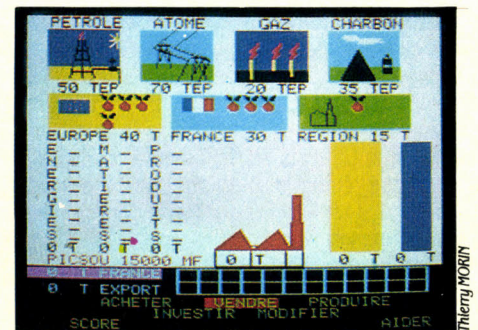 PETROLE ATOME GAZ CHARBON
50 TEP 70 TEP 20 TEP 35 TEP
EUROPE 40 T FRANCE 30 T REGION 15 T
ENERGIES
MATIERES
PRODUITS
0 T 0 T 0 T
0 T
0 T 0 T
PICSOU 15000 MF
0 T FRANCE
0 T EXPORT
ACHETER VENDRE PRODUIRE
INVESTIR MODIFIER
SCORE AIDER
Thierry MORIN